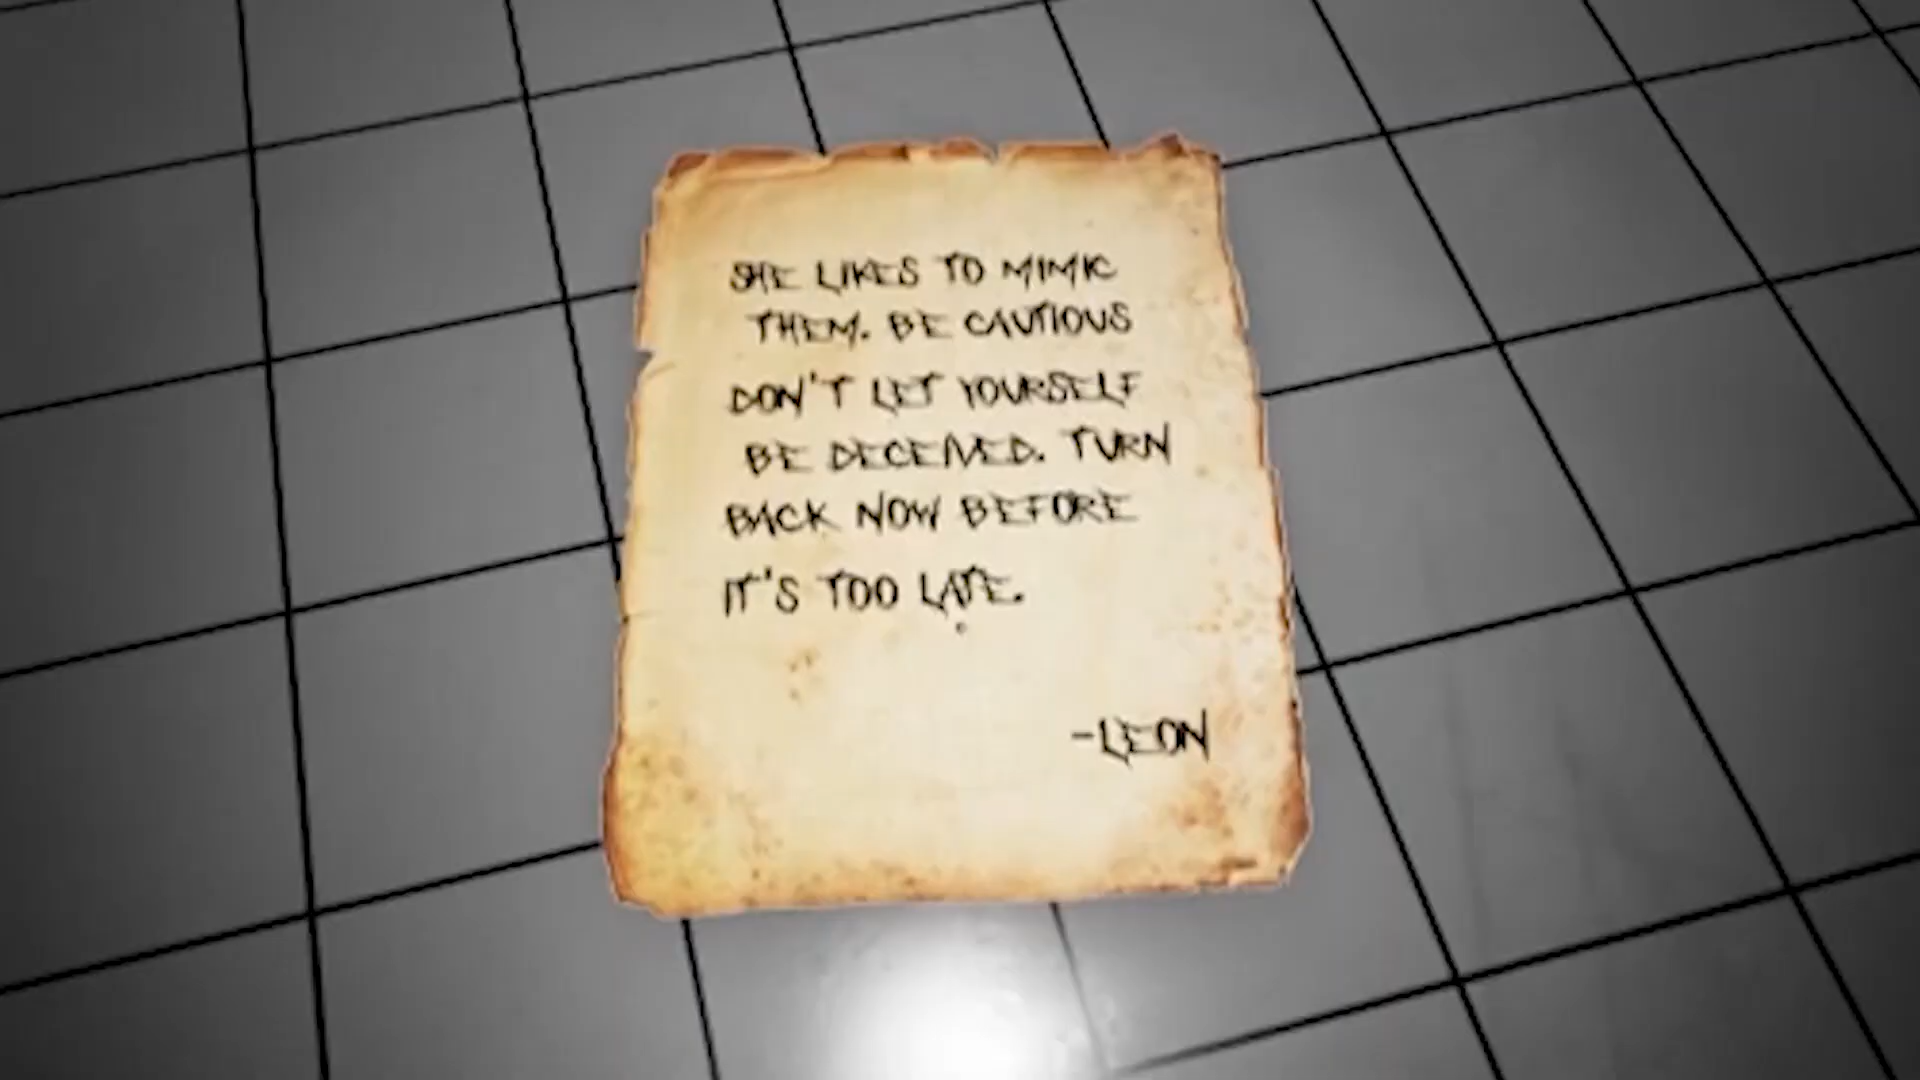 SHE LIKES TO MIMIC
THEM. BE CAUTIOUS
DON'T LET YOURSELF
BE DECEIVED. TURN
BACK NOW BEFORE
IT'S TOO LATE.
-LEON